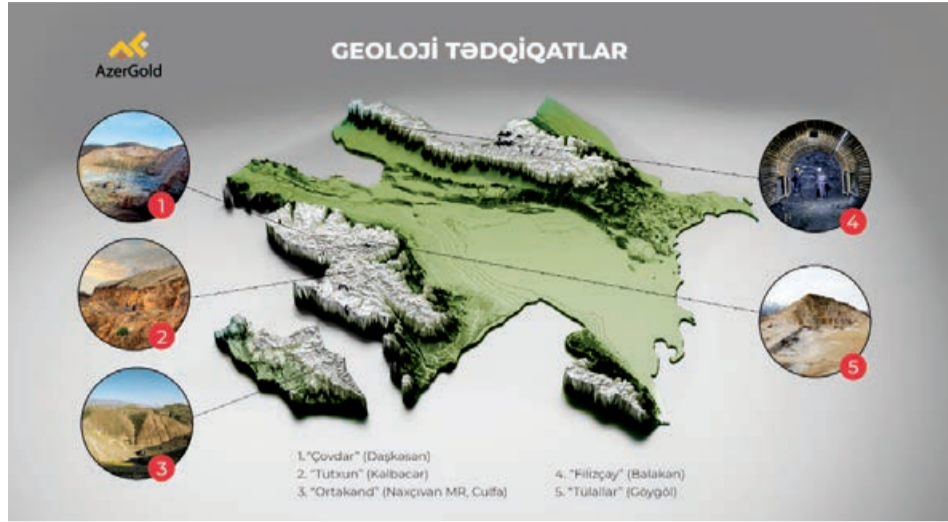 AzerGold
GEOLOJİ TƏDQİQATLAR
1
2
3
4
5
1. "Çovdar" (Daşkəsən)
2. "Tutxun" (Kəlbəcər)
3. "Ortakənd" (Naxçıvan MR, Culfa)
4. "Filizçay" (Balakən)
5. "Tülallar" (Göygöl)